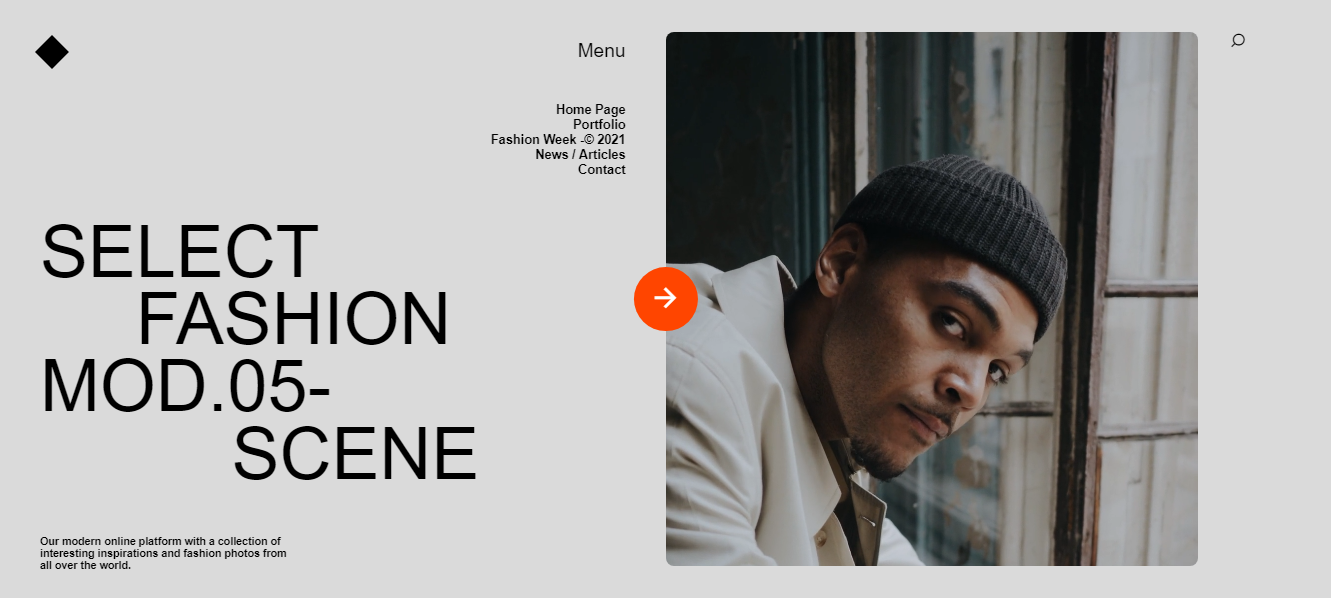 Menu
Home Page
Portfolio
Fashion Week -© 2021
News / Articles
Contact
SELECT
FASHION
MOD.05-
SCENE
Our modern online platform with a collection of
interesting inspirations and fashion photos from
all over the world.